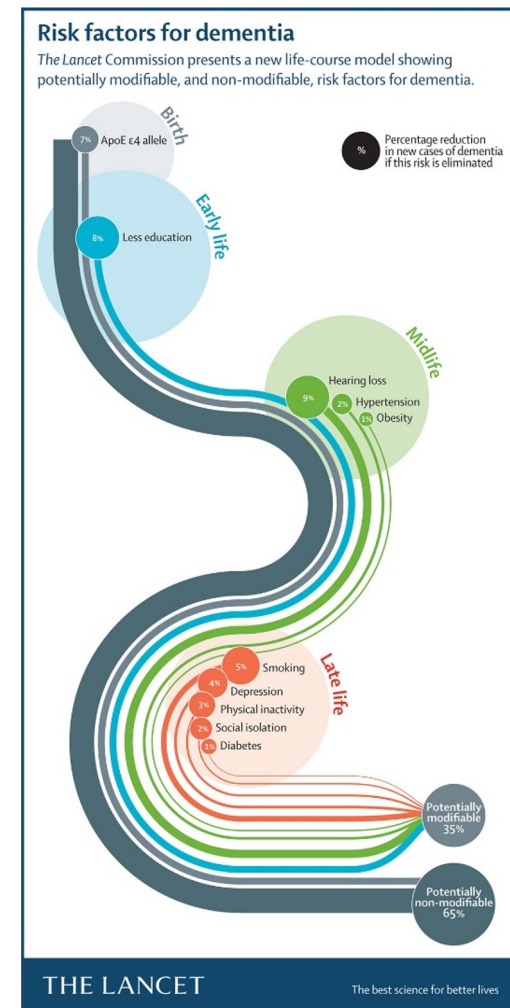 Risk factors for dementia
The Lancet Commission presents a new life-course model showing
potentially modifiable, and non-modifiable, risk factors for dementia.
Birth
7%
ApoE ε4 allele
%
Percentage reduction
in new cases of dementia
if this risk is eliminated
Early life
8%
Less education
Midlife
Hearing loss
9%
2%
Hypertension
1%
Obesity
Late life
5%
Smoking
4%
Depression
3%
Physical inactivity
2%
Social isolation
1%
Diabetes
Potentially
modifiable
35%
Potentially
non-modifiable
65%
THE LANCET
The best science for better lives